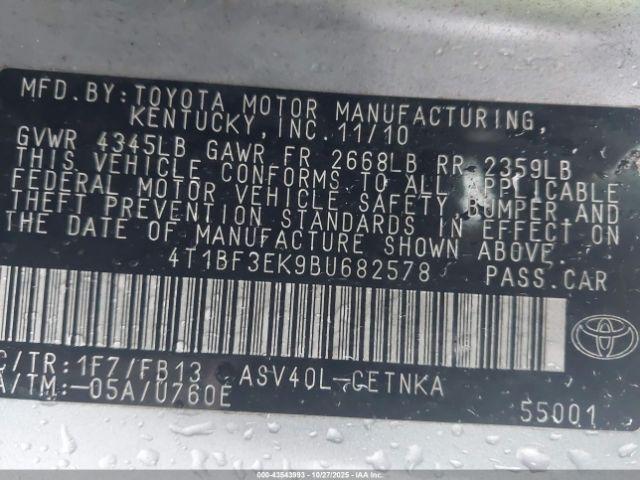 MFD.BY:TOYOTA MOTOR MANUFACTURING,
KENTUCKY, INC. 11/10
GVWR 4345LB GAWR FR 2668LB RR 2359LB
THIS VEHICLE CONFORMS TO ALL APPLICABLE
FEDERAL MOTOR VEHICLE SAFETY,BUMPER,AND
THEFT PREVENTION STANDARDS IN EFFECT ON
THE DATE OF MANUFACTURE SHOWN ABOVE.
4T1BF3EK9BU682578 PASS.CAR
C/TR:1F7/FB13 ASV40L-CETNKA
A/TM:-05A/U760E
55001
000-43543993 10/27/2025 IAAI.COM